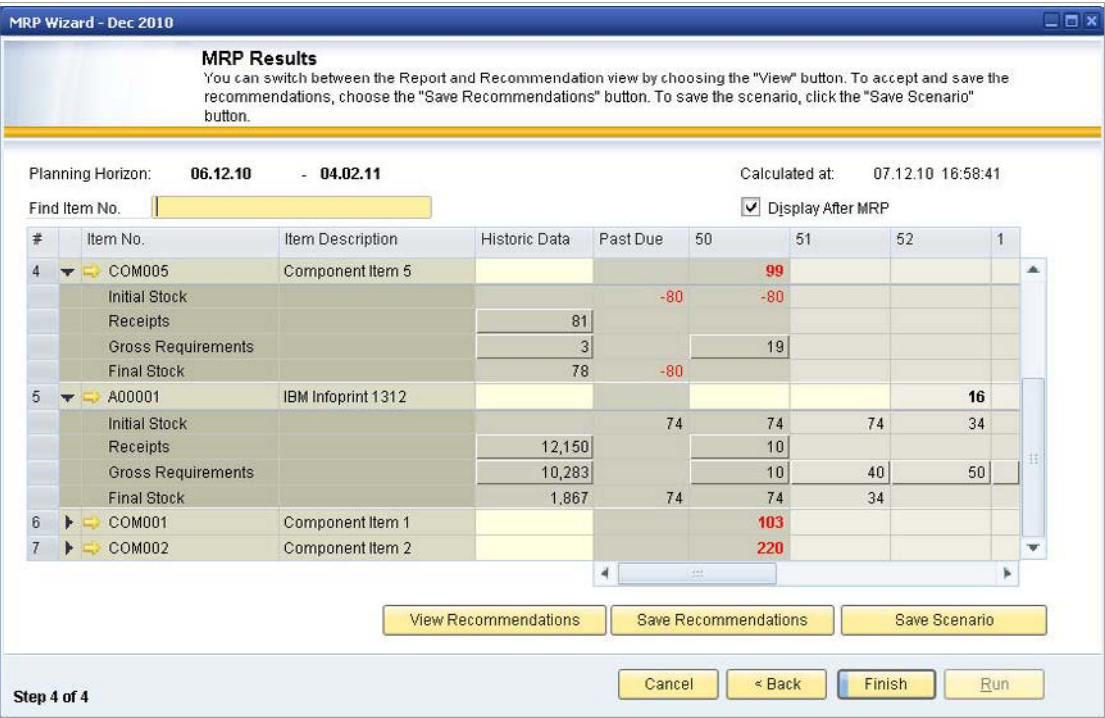 MRP Wizard - Dec 2010
MRP Results
You can switch between the Report and Recommendation view by choosing the "View" button. To accept and save the
recommendations, choose the "Save Recommendations" button. To save the scenario, click the "Save Scenario"
button.
Planning Horizon: 06.12.10 - 04.02.11 Calculated at: 07.12.10 16:58:41
Find Item No. Display After MRP
# Item No. Item Description Historic Data Past Due 50 51 52 1
4 COM005 Component Item 5 99
Initial Stock -80 -80
Receipts 81
Gross Requirements 3 19
Final Stock 78 -80
5 A00001 IBM Infoprint 1312 16
Initial Stock 74 74 74 34
Receipts 12,150 10
Gross Requirements 10,283 10 40 50
Final Stock 1,867 74 74 34
6 COM001 Component Item 1 103
7 COM002 Component Item 2 220
View Recommendations Save Recommendations Save Scenario
Step 4 of 4 Cancel < Back Finish Run